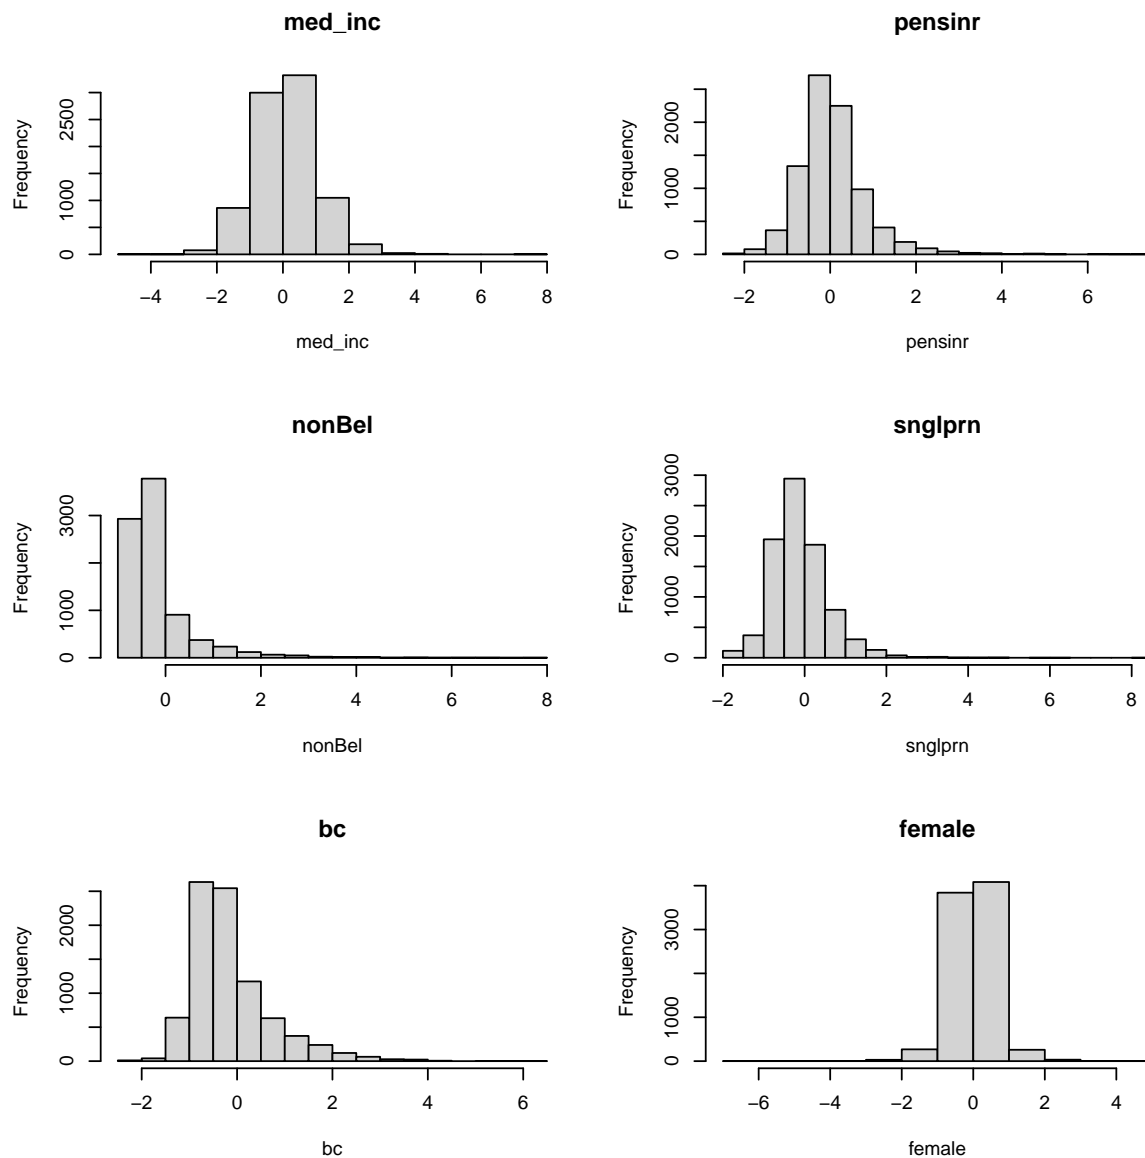 med_inc
Frequency
0 1000 2500
−4 −2 0 2 4 6 8
med_inc
pensinr
Frequency
0 1000 2000
−2 0 2 4 6
pensinr
nonBel
Frequency
0 1000 3000
0 2 4 6 8
nonBel
snglprn
Frequency
0 1000 2000 3000
−2 0 2 4 6 8
snglprn
bc
Frequency
0 1000 2000
−2 0 2 4 6
bc
female
Frequency
0 1000 3000
−6 −4 −2 0 2 4
female